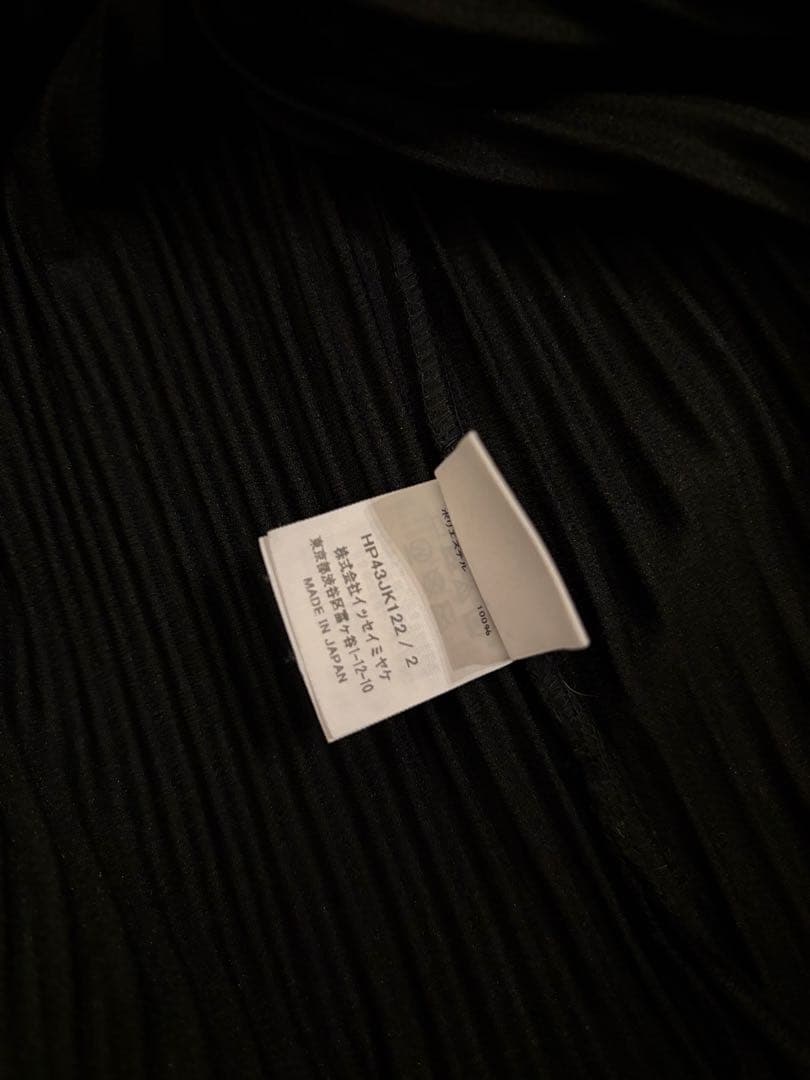 ポリエステル 100%
HP43JK122 / 2
株式会社イッセイミヤケ
東京都渋谷区富ケ谷1-12-10
MADE IN JAPAN